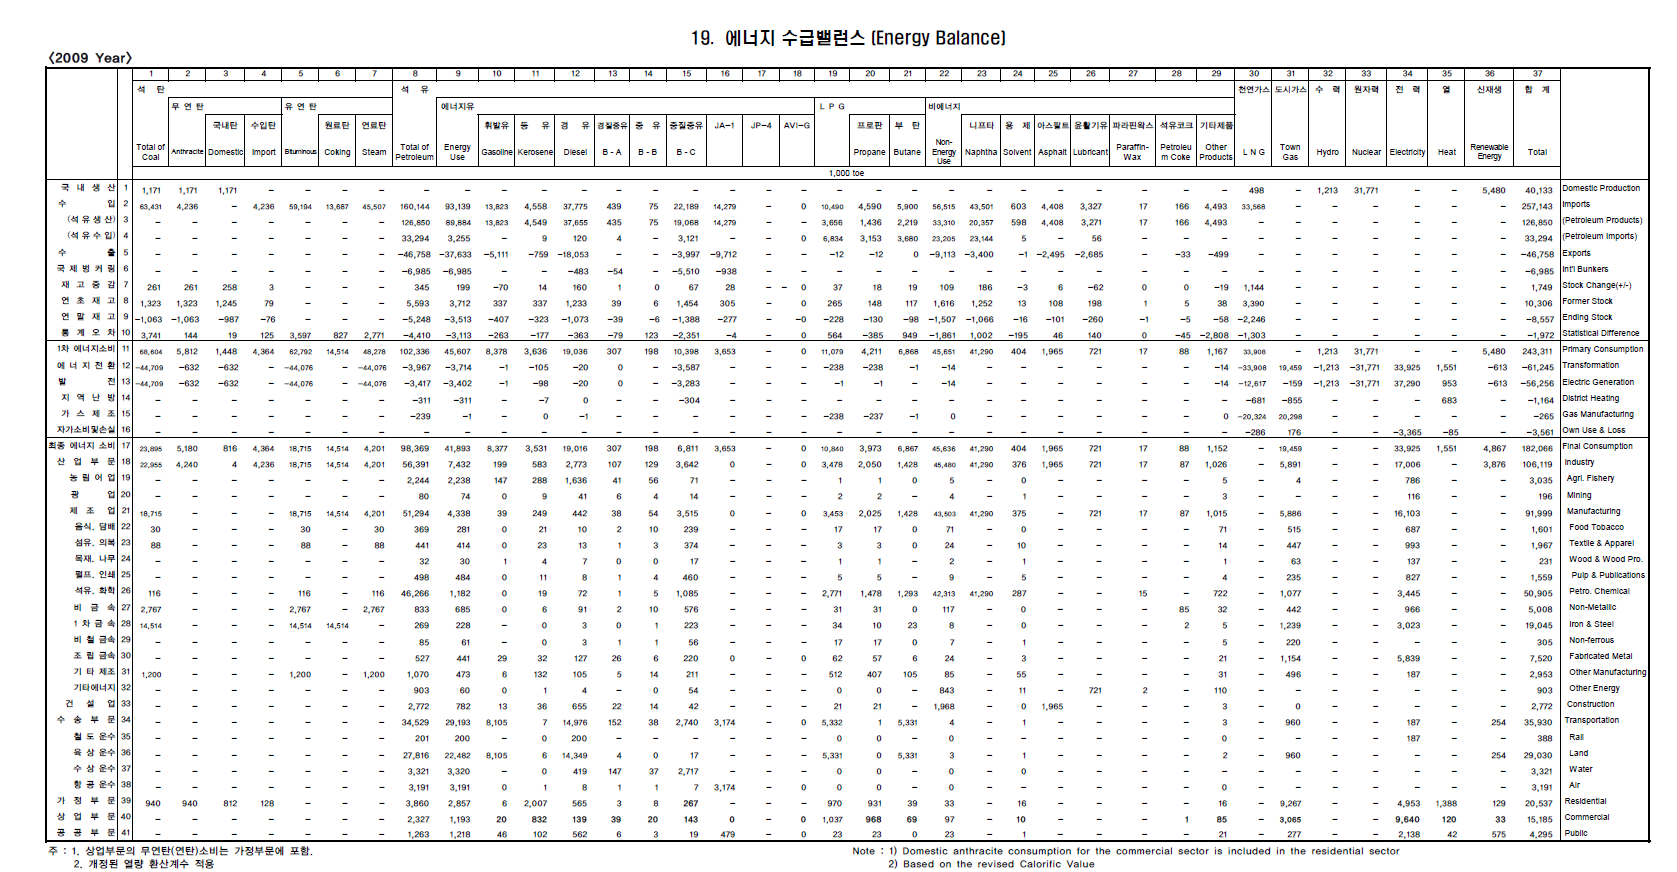 19. 에너지 수급밸런스 (Energy Balance)
〈2009 Year〉
1 2 3 4 5 6 7 8 9 10 11 12 13 14 15 16 17 18 19 20 21 22 23 24 25 26 27 28 29 30 31 32 33 34 35 36 37
석 탄 석 유 천연가스 도시가스 수 력 원자력 전 력 열 신재생 합 계
무 연 탄 유 연 탄 에너지유 L P G 비에너지
국내탄 수입탄 원료탄 연료탄 휘발유 등 유 경 유 경질중유 중 유 중질중유 JA-1 JP-4 AVI-G 프로판 부 탄 니프타 용 제 아스팔트 윤활기유 파라핀왁스 석유코크 기타제품
Total of Coal Anthracite Domestic Import Bituminous Coking Steam Total of Petroleum Energy Use Gasoline Kerosene Diesel B - A B - B B - C Propane Butane Non-Energy Use Naphtha Solvent Asphalt Lubricant Paraffin-Wax Petroleu m Coke Other Products L N G Town Gas Hydro Nuclear Electricity Heat Renewable Energy Total
1,000 toe
국 내 생 산 1 1,171 1,171 1,171 - - - - - - - - - - - - - - - - - - - - - - - - - - 498 - 1,213 31,771 - - 5,480 40,133 Domestic Production
수 입 2 63,431 4,236 - 4,236 59,194 13,687 45,507 160,144 93,139 13,823 4,558 37,775 439 75 22,189 14,279 - 0 10,490 4,590 5,900 56,515 43,501 603 4,408 3,327 17 166 4,493 33,568 - - - - - - 257,143 Imports
(석유생산) 3 - - - - - - - 126,850 89,884 13,823 4,549 37,655 435 75 19,068 14,279 - - 3,656 1,436 2,219 33,310 20,357 598 4,408 3,271 17 166 4,493 - - - - - - - 126,850 (Petroleum Products)
(석유수입) 4 - - - - - - - 33,294 3,255 - 9 120 4 - 3,121 - - 0 6,834 3,153 3,680 23,205 23,144 5 - 56 - - - - - - - - - - 33,294 (Petroleum Imports)
수 출 5 - - - - - - - -46,758 -37,633 -5,111 -759 -18,053 - - -3,997 -9,712 - - -12 -12 0 -9,113 -3,400 -1 -2,495 -2,685 - -33 -499 - - - - - - - -46,758 Exports
국 제 벙 커 링 6 - - - - - - - -6,985 -6,985 - - -483 -54 - -5,510 -938 - - - - - - - - - - - - - - - - - - - - -6,985 Int'l Bunkers
재 고 증 감 7 261 261 258 3 - - - 345 199 -70 14 160 1 0 67 28 - - 0 37 18 19 109 186 -3 6 -62 0 0 -19 1,144 - - - - - - 1,749 Stock Change(+/-)
연 초 재 고 8 1,323 1,323 1,245 79 - - - 5,593 3,712 337 337 1,233 39 6 1,454 305 - 0 265 148 117 1,616 1,252 13 108 198 1 5 38 3,390 - - - - - - 10,306 Former Stock
연 말 재 고 9 -1,063 -1,063 -987 -76 - - - -5,248 -3,513 -407 -323 -1,073 -39 -6 -1,388 -277 - -0 -228 -130 -98 -1,507 -1,066 -16 -101 -260 -1 -5 -58 -2,246 - - - - - - -8,557 Ending Stock
통 계 오 차 10 3,741 144 19 125 3,597 827 2,771 -4,410 -3,113 -263 -177 -363 -79 123 -2,351 -4 - 0 564 -385 949 -1,861 1,002 -195 46 140 0 -45 -2,808 -1,303 - - - - - - -1,972 Statistical Difference
1차 에너지소비 11 68,604 5,812 1,448 4,364 62,792 14,514 48,278 102,336 45,607 8,378 3,636 19,036 307 198 10,398 3,653 - 0 11,079 4,211 6,868 45,651 41,290 404 1,965 721 17 88 1,167 33,908 - 1,213 31,771 - - 5,480 243,311 Primary Consumption
에 너 지 전 환 12 -44,709 -632 -632 - -44,076 - -44,076 -3,967 -3,714 -1 -105 -20 0 - -3,587 - - - -238 -238 -1 -14 - - - - - - -14 -33,908 19,459 -1,213 -31,771 33,925 1,551 -613 -61,245 Transformation
발 전 13 -44,709 -632 -632 - -44,076 - -44,076 -3,417 -3,402 -1 -98 -20 0 - -3,283 - - - -1 -1 - -14 - - - - - - -14 -12,617 -159 -1,213 -31,771 37,290 953 -613 -56,256 Electric Generation
지 역 난 방 14 - - - - - - - -311 -311 - -7 0 - - -304 - - - - - - - - - - - - - - -681 -855 - - - 683 - -1,164 District Heating
가 스 제 조 15 - - - - - - - -239 -1 - 0 -1 - - - - - - -238 -237 -1 0 - - - - - - 0 -20,324 20,298 - - - - - -265 Gas Manufacturing
자가소비및손실 16 - - - - - - - - - - - - - - - - - - - - - - - - - - - - - -286 176 - - -3,365 -85 - -3,561 Own Use & Loss
최종 에너지 소비 17 23,895 5,180 816 4,364 18,715 14,514 4,201 98,369 41,893 8,377 3,531 19,016 307 198 6,811 3,653 - 0 10,840 3,973 6,867 45,636 41,290 404 1,965 721 17 88 1,152 - 19,459 - - 33,925 1,551 4,867 182,066 Final Consumption
산 업 부 문 18 22,955 4,240 4 4,236 18,715 14,514 4,201 56,391 7,432 199 583 2,773 107 129 3,642 0 - 0 3,478 2,050 1,428 45,480 41,290 376 1,965 721 17 87 1,026 - 5,891 - - 17,006 - 3,876 106,119 Industry
농 림 어 업 19 - - - - - - - 2,244 2,238 147 288 1,636 41 56 71 - - - 1 1 0 5 - 0 - - - - 5 - 4 - - 786 - - 3,035 Agri. Fishery
광 업 20 - - - - - - - 80 74 0 9 41 6 4 14 - - - 2 2 - 4 - 1 - - - - 3 - - - - 116 - - 196 Mining
제 조 업 21 18,715 - - - 18,715 14,514 4,201 51,294 4,338 39 249 442 38 54 3,515 0 - 0 3,453 2,025 1,428 43,503 41,290 375 - 721 17 87 1,015 - 5,886 - - 16,103 - - 91,999 Manufacturing
음식, 담배 22 30 - - - 30 - 30 369 281 0 21 10 2 10 239 - - - 17 17 0 71 - 0 - - - - 71 - 515 - - 687 - - 1,601 Food Tobacco
섬유, 의복 23 88 - - - 88 - 88 441 414 0 23 13 1 3 374 - - - 3 3 0 24 - 10 - - - - 14 - 447 - - 993 - - 1,967 Textile & Apparel
목재, 나무 24 - - - - - - - 32 30 1 4 7 0 0 17 - - - 1 1 - 2 - 1 - - - - 1 - 63 - - 137 - - 231 Wood & Wood Pro.
펄프, 인쇄 25 - - - - - - - 498 484 0 11 8 1 4 460 - - - 5 5 - 9 - 5 - - - - 4 - 235 - - 827 - - 1,559 Pulp & Publications
석유, 화학 26 116 - - - 116 - 116 46,266 1,182 0 19 72 1 5 1,085 - - - 2,771 1,478 1,293 42,313 41,290 287 - - 15 - 722 - 1,077 - - 3,445 - - 50,905 Petro. Chemical
비 금 속 27 2,767 - - - 2,767 - 2,767 833 685 0 6 91 2 10 576 - - - 31 31 0 117 - 0 - - - 85 32 - 442 - - 966 - - 5,008 Non-Metallic
1 차 금 속 28 14,514 - - - 14,514 14,514 - 269 228 - 0 3 0 1 223 - - - 34 10 23 8 - 0 - - - 2 5 - 1,239 - - 3,023 - - 19,045 Iron & Steel
비 철 금속 29 - - - - - - - 85 61 - 0 3 1 1 56 - - - 17 17 0 7 - 1 - - - - 5 - 220 - - - - - 305 Non-ferrous
조 립 금속 30 - - - - - - - 527 441 29 32 127 26 6 220 0 - 0 62 57 6 24 - 3 - - - - 21 - 1,154 - - 5,839 - - 7,520 Fabricated Metal
기 타 제조 31 1,200 - - - 1,200 - 1,200 1,070 473 6 132 105 5 14 211 - - - 512 407 105 85 - 55 - - - - 31 - 496 - - 187 - - 2,953 Other Manufacturing
기타에너지 32 - - - - - - - 903 60 0 1 4 - 0 54 - - - 0 0 - 843 - 11 - 721 2 - 110 - - - - - - - 903 Other Energy
건 설 업 33 - - - - - - - 2,772 782 13 36 655 22 14 42 - - - 21 21 - 1,968 - 0 1,965 - - - 3 - 0 - - - - - 2,772 Construction
수 송 부 문 34 - - - - - - - 34,529 29,193 8,105 7 14,976 152 38 2,740 3,174 - 0 5,332 1 5,331 4 - 1 - - - - 3 - 960 - - 187 - 254 35,930 Transportation
철 도 운수 35 - - - - - - - 201 200 - 0 200 - - - - - - 0 0 - 0 - 0 - - - - 0 - - - - 187 - - 388 Rail
육 상 운수 36 - - - - - - - 27,816 22,482 8,105 6 14,349 4 0 17 - - - 5,331 0 5,331 3 - 1 - - - - 2 - 960 - - - - 254 29,030 Land
수 상 운수 37 - - - - - - - 3,321 3,320 - 0 419 147 37 2,717 - - - 0 0 - 0 - 0 - - - - - - - - - - - - 3,321 Water
항 공 운수 38 - - - - - - - 3,191 3,191 0 1 8 1 1 7 3,174 - 0 0 0 - 0 - - - - - - 0 - - - - - - - 3,191 Air
가 정 부 문 39 940 940 812 128 - - - 3,860 2,857 6 2,007 565 3 8 267 - - - 970 931 39 33 - 16 - - - - 16 - 9,267 - - 4,953 1,388 129 20,537 Residential
상 업 부 문 40 - - - - - - - 2,327 1,193 20 832 139 39 20 143 0 - 0 1,037 968 69 97 - 10 - - - 1 85 - 3,065 - - 9,640 120 33 15,185 Commercial
공 공 부 문 41 - - - - - - - 1,263 1,218 46 102 562 6 3 19 479 - 0 23 23 0 23 - 1 - - - - 21 - 277 - - 2,138 42 575 4,295 Public
주 : 1. 상업부문의 무연탄(연탄)소비는 가정부문에 포함. Note : 1) Domestic anthracite consumption for the commercial sector is included in the residential sector
2. 개정된 열량 환산계수 적용 2) Based on the revised Calorific Value